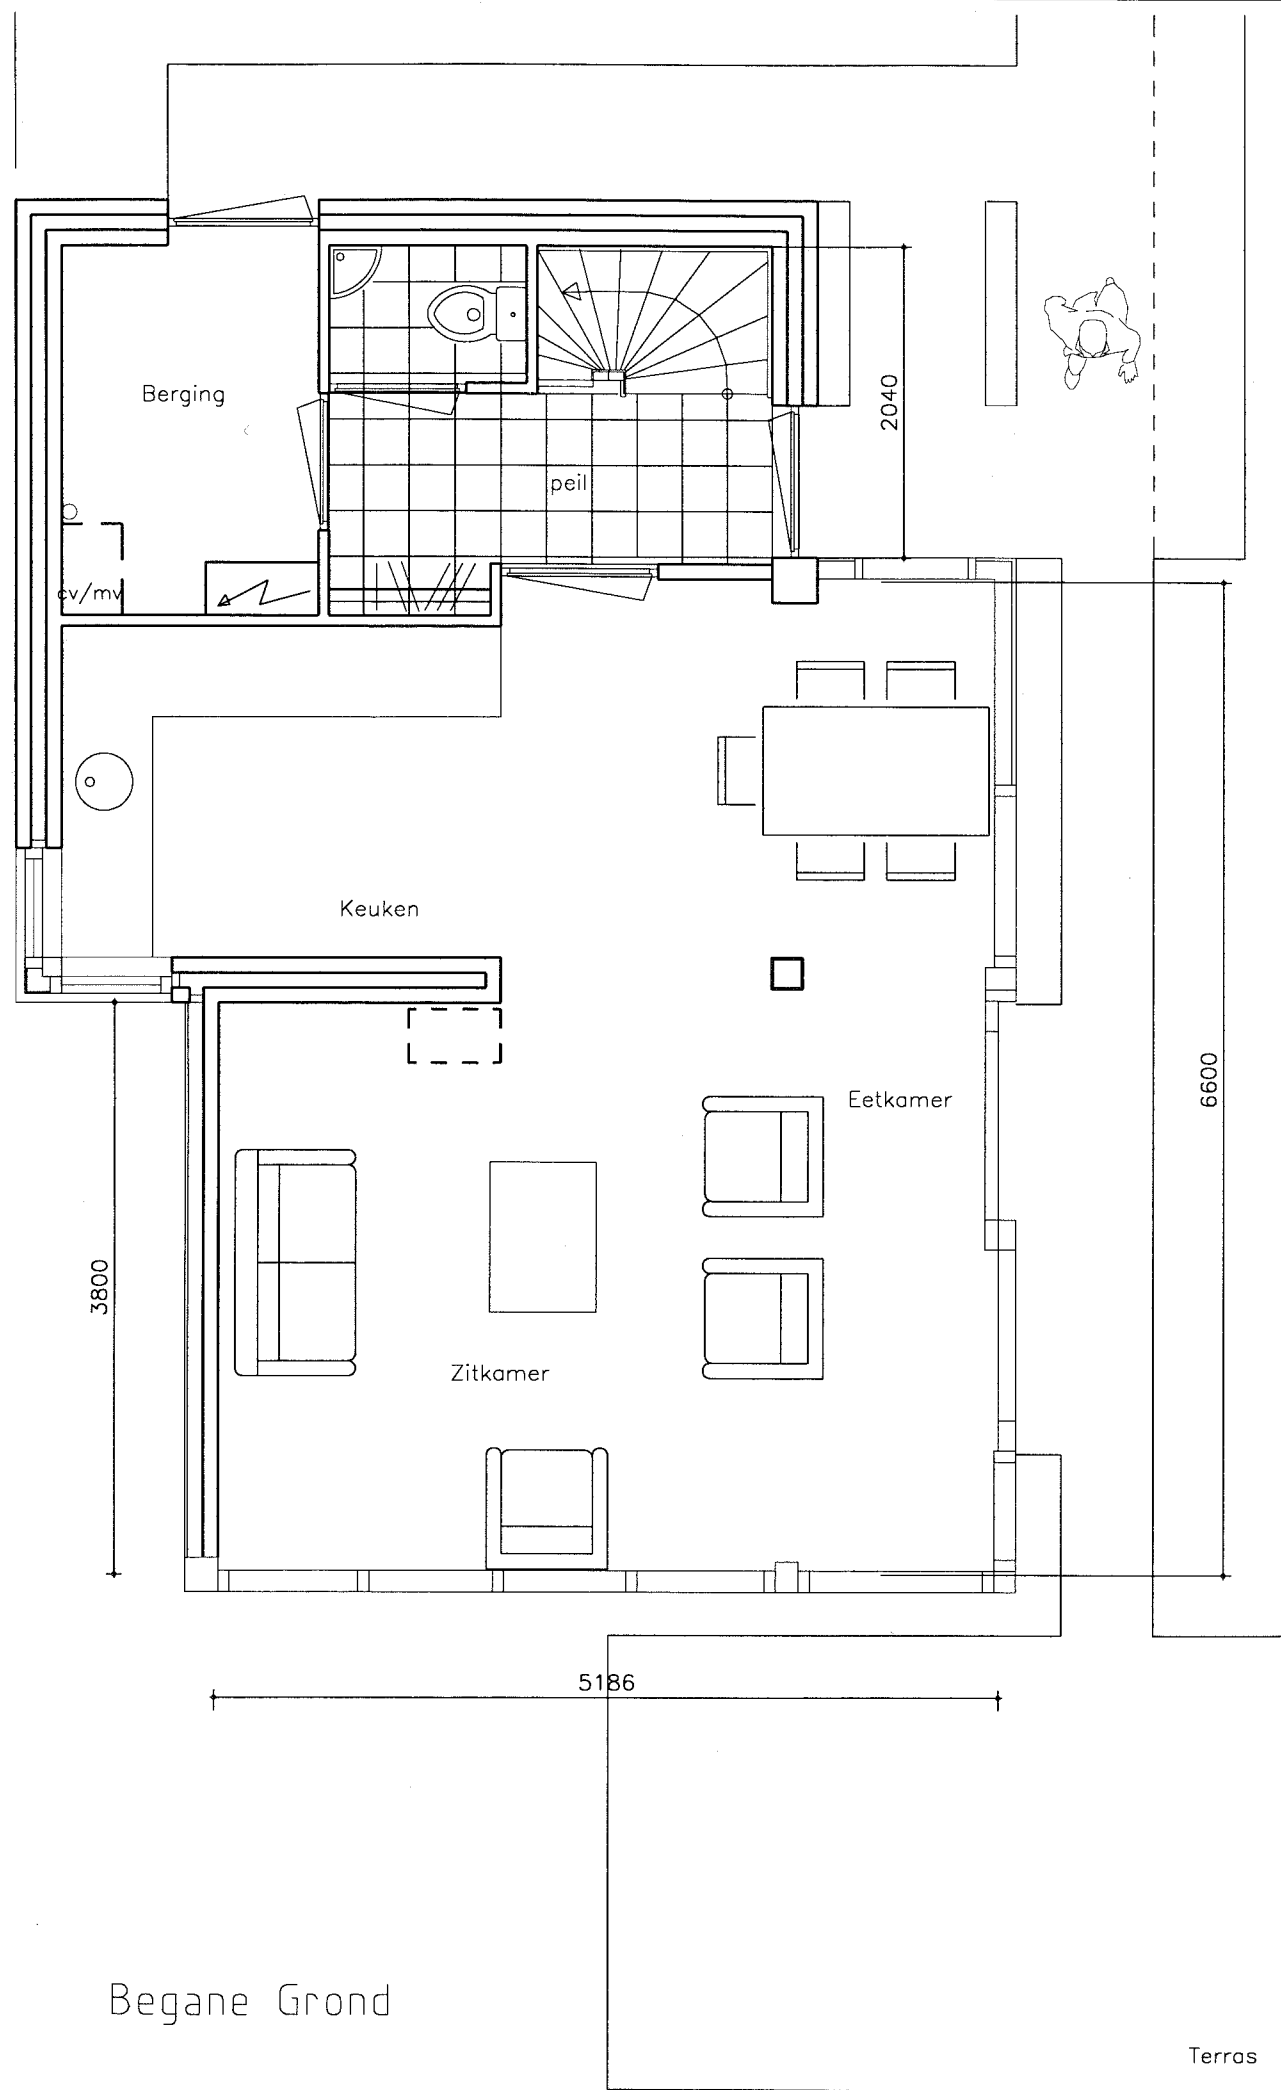 Berging
2040
peil
cv/mv
Keuken
6600
Eetkamer
3800
Zitkamer
5186
Begane Grond
Terras